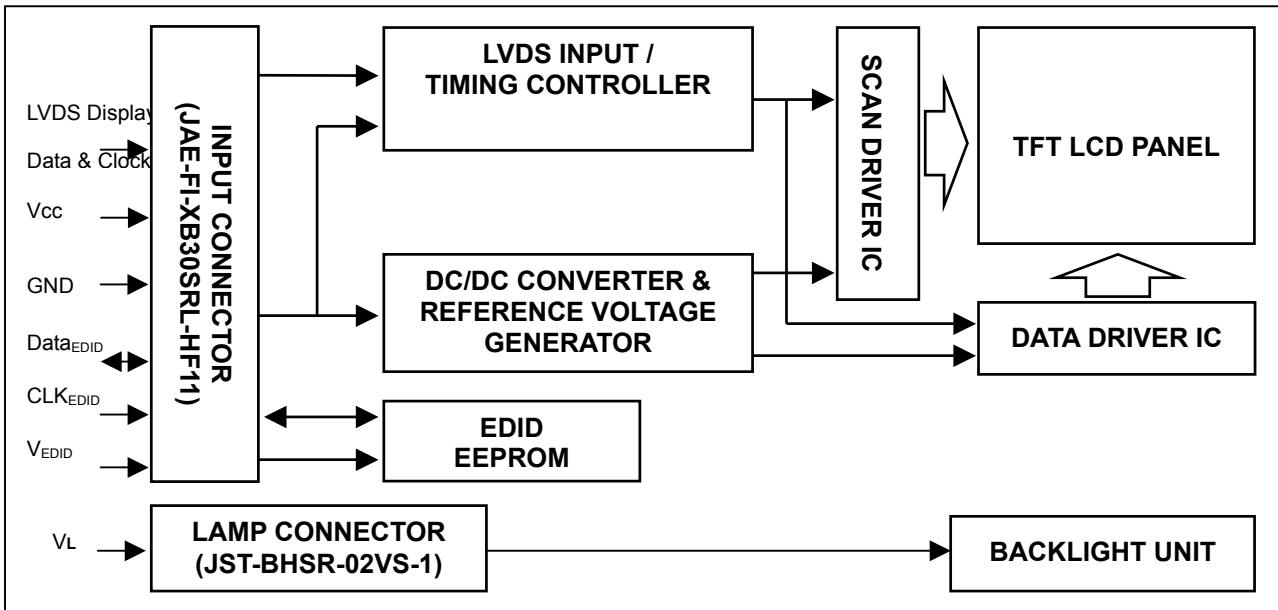 LVDS Display
Data & Clock
Vcc
GND
DataEDID
CLKEDID
VEDID
INPUT CONNECTOR
(JAE-FI-XB30SRL-HF11)
LVDS INPUT /
TIMING CONTROLLER
DC/DC CONVERTER &
REFERENCE VOLTAGE
GENERATOR
EDID
EEPROM
SCAN DRIVER IC
TFT LCD PANEL
DATA DRIVER IC
VL
LAMP CONNECTOR
(JST-BHSR-02VS-1)
BACKLIGHT UNIT